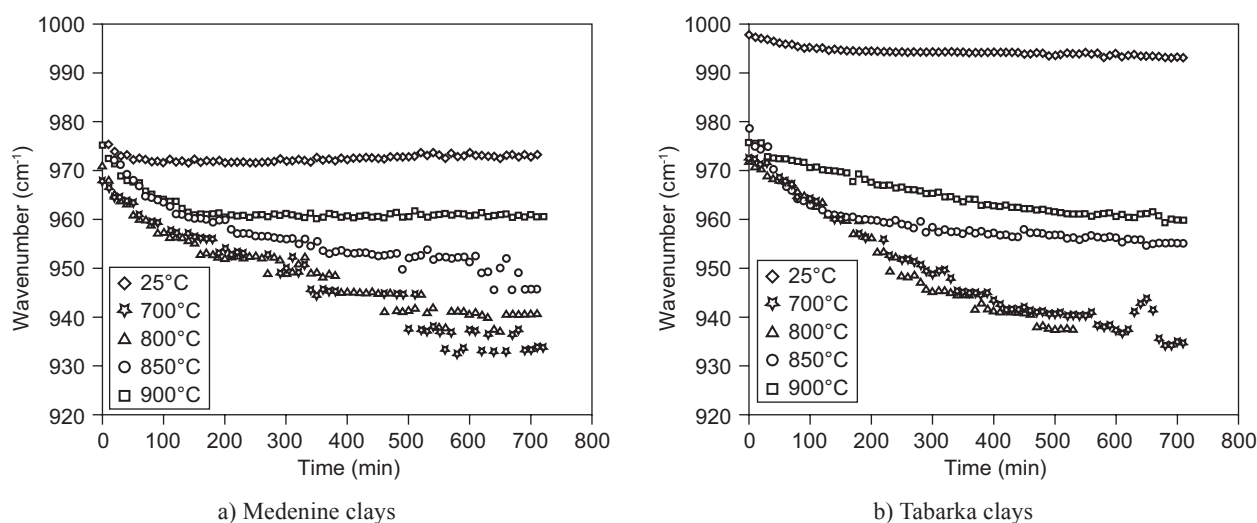 1000
990
980
970
960
950
940
930
920
Wavenumber (cm-1)
25°C
700°C
800°C
850°C
900°C
0 100 200 300 400 500 600 700 800
Time (min)
a) Medenine clays
1000
990
980
970
960
950
940
930
920
Wavenumber (cm-1)
25°C
700°C
800°C
850°C
900°C
0 100 200 300 400 500 600 700 800
Time (min)
b) Tabarka clays